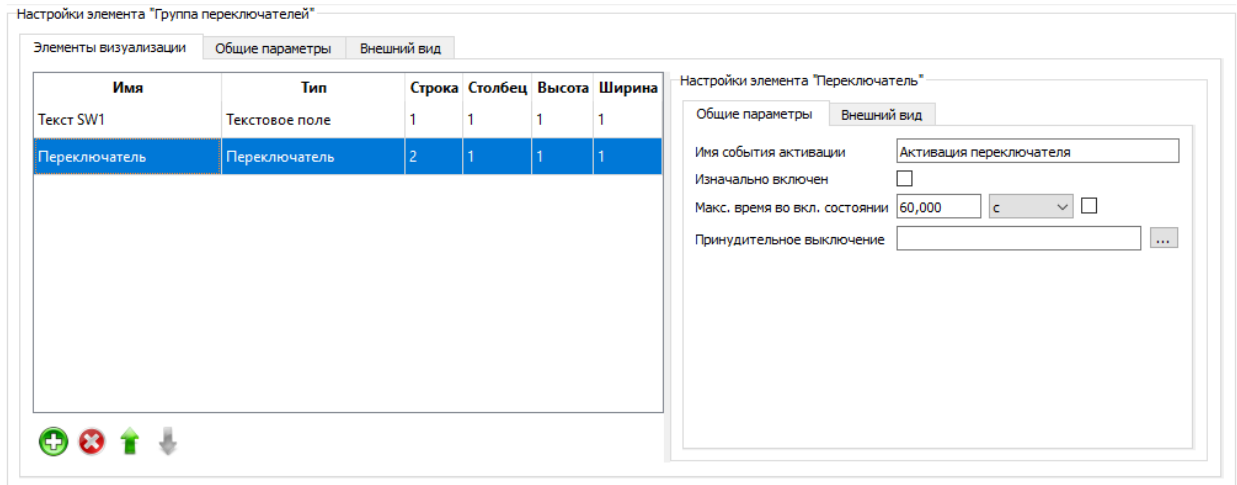 Настройки элемента "Группа переключателей"
Элементы визуализации Общие параметры Внешний вид
Имя Тип Строка Столбец Высота Ширина
Текст SW1 Текстовое поле 1 1 1 1
Переключатель Переключатель 2 1 1 1
Настройки элемента "Переключатель"
Общие параметры Внешний вид
Имя события активации Активация переключателя
Изначально включен
Макс. время во вкл. состоянии 60,000 с
Принудительное выключение ...